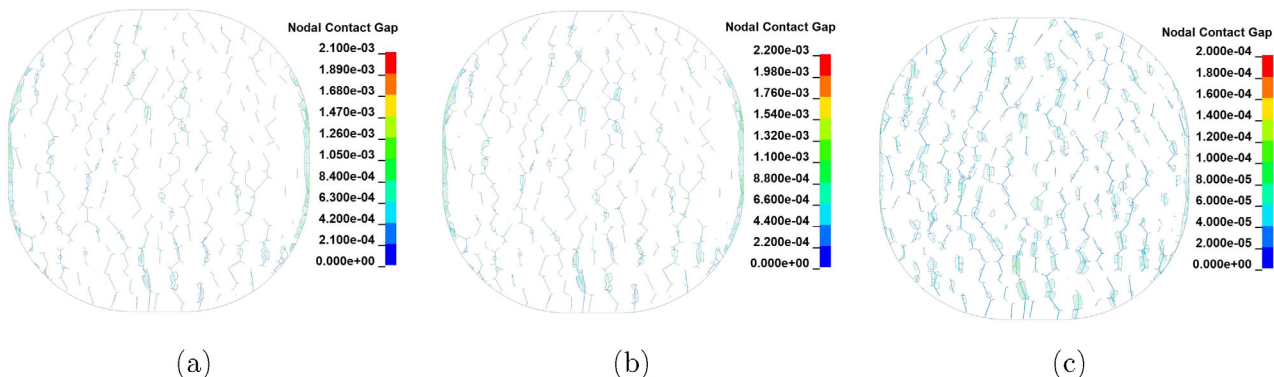 Nodal Contact Gap
2.100e-03
1.890e-03
1.680e-03
1.470e-03
1.260e-03
1.050e-03
8.400e-04
6.300e-04
4.200e-04
2.100e-04
0.000e+00
(a)
Nodal Contact Gap
2.200e-03
1.980e-03
1.760e-03
1.540e-03
1.320e-03
1.100e-03
8.800e-04
6.600e-04
4.400e-04
2.200e-04
0.000e+00
(b)
Nodal Contact Gap
2.000e-04
1.800e-04
1.600e-04
1.400e-04
1.200e-04
1.000e-04
8.000e-05
6.000e-05
4.000e-05
2.000e-05
0.000e+00
(c)